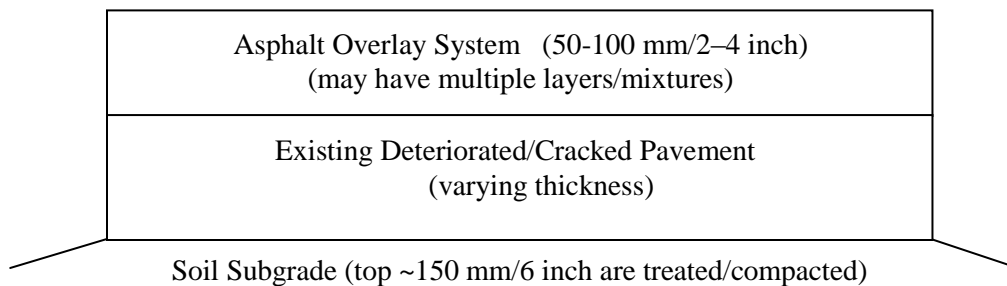 Asphalt Overlay System (50-100 mm/2–4 inch)
(may have multiple layers/mixtures)
Existing Deteriorated/Cracked Pavement
(varying thickness)
Soil Subgrade (top ~150 mm/6 inch are treated/compacted)